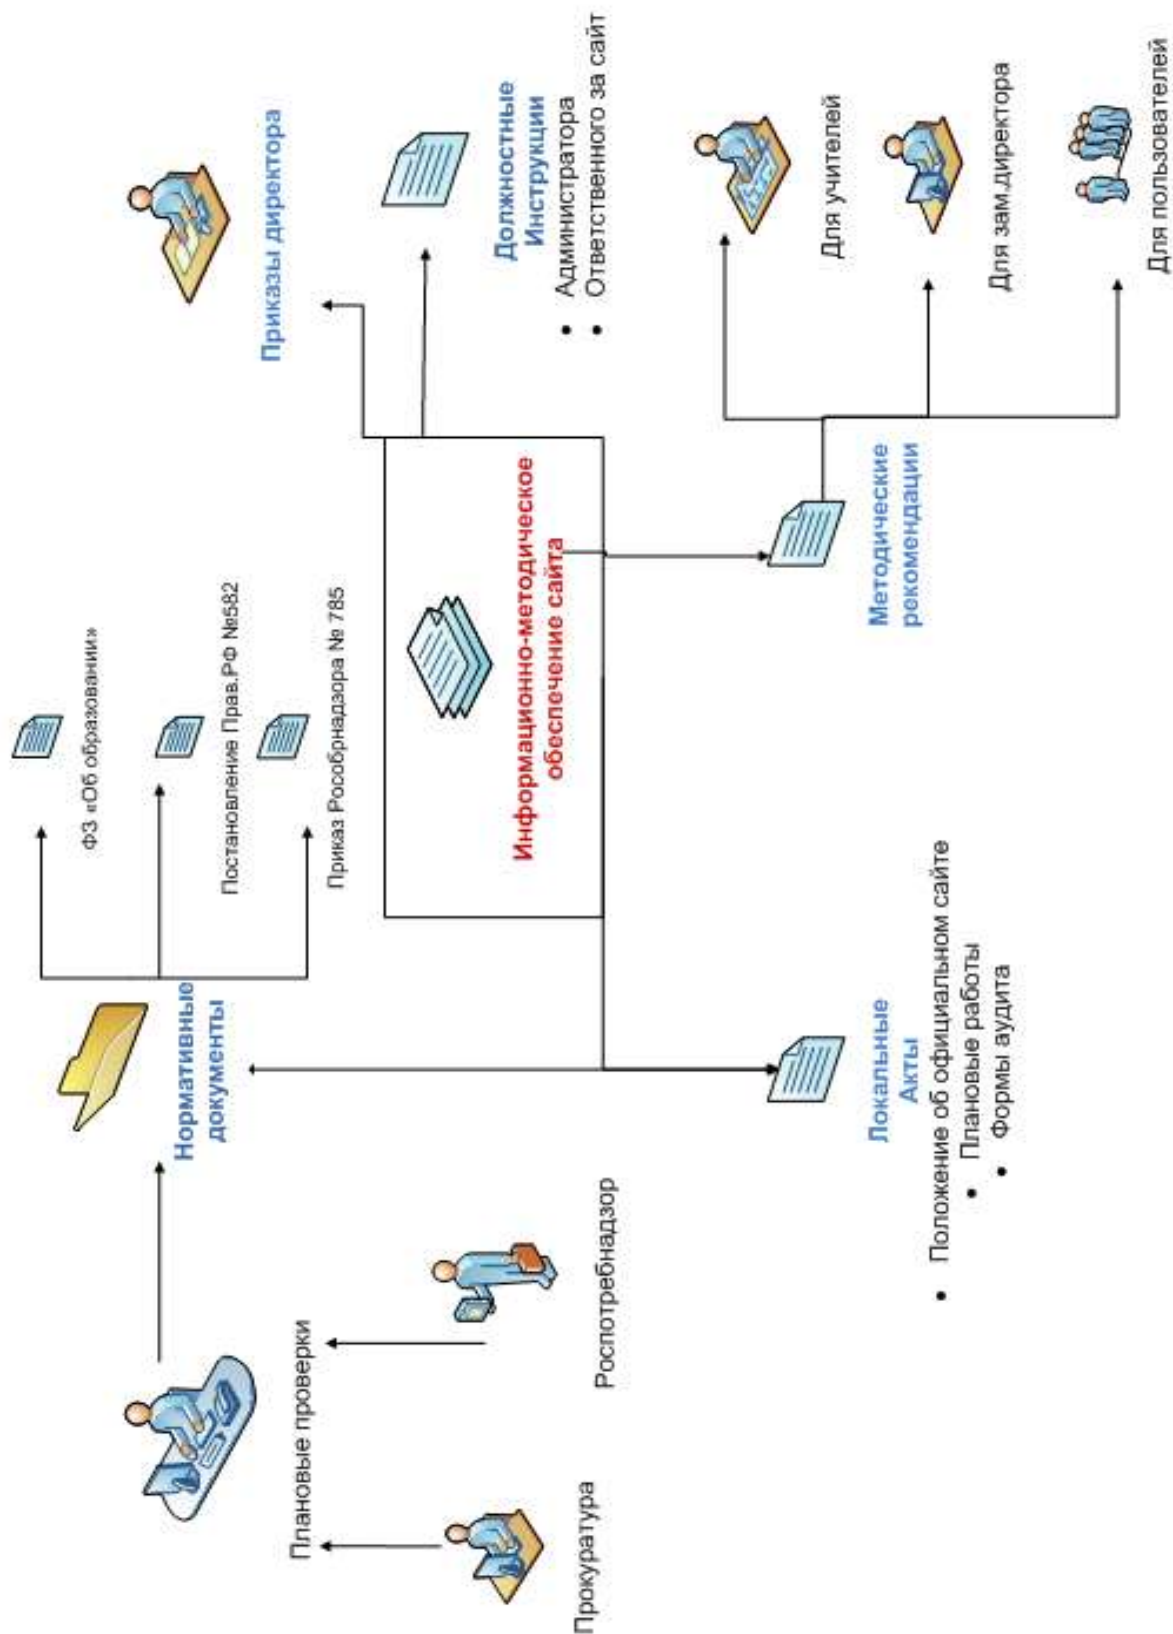 ФЗ «Об образовании»
Постановление Прав.РФ №582
Приказ Рособрнадзора № 785
Нормативные
документы
Приказы директора
Плановые проверки
Прокуратура
Роспотребнадзор
Информационно-методическое
обеспечение сайта
Должностные
Инструкции
• Администратора
• Ответственного за сайт
Локальные
Акты
• Положение об официальном сайте
• Плановые работы
• Формы аудита
Методические
рекомендации
Для учителей
Для зам.директора
Для пользователей